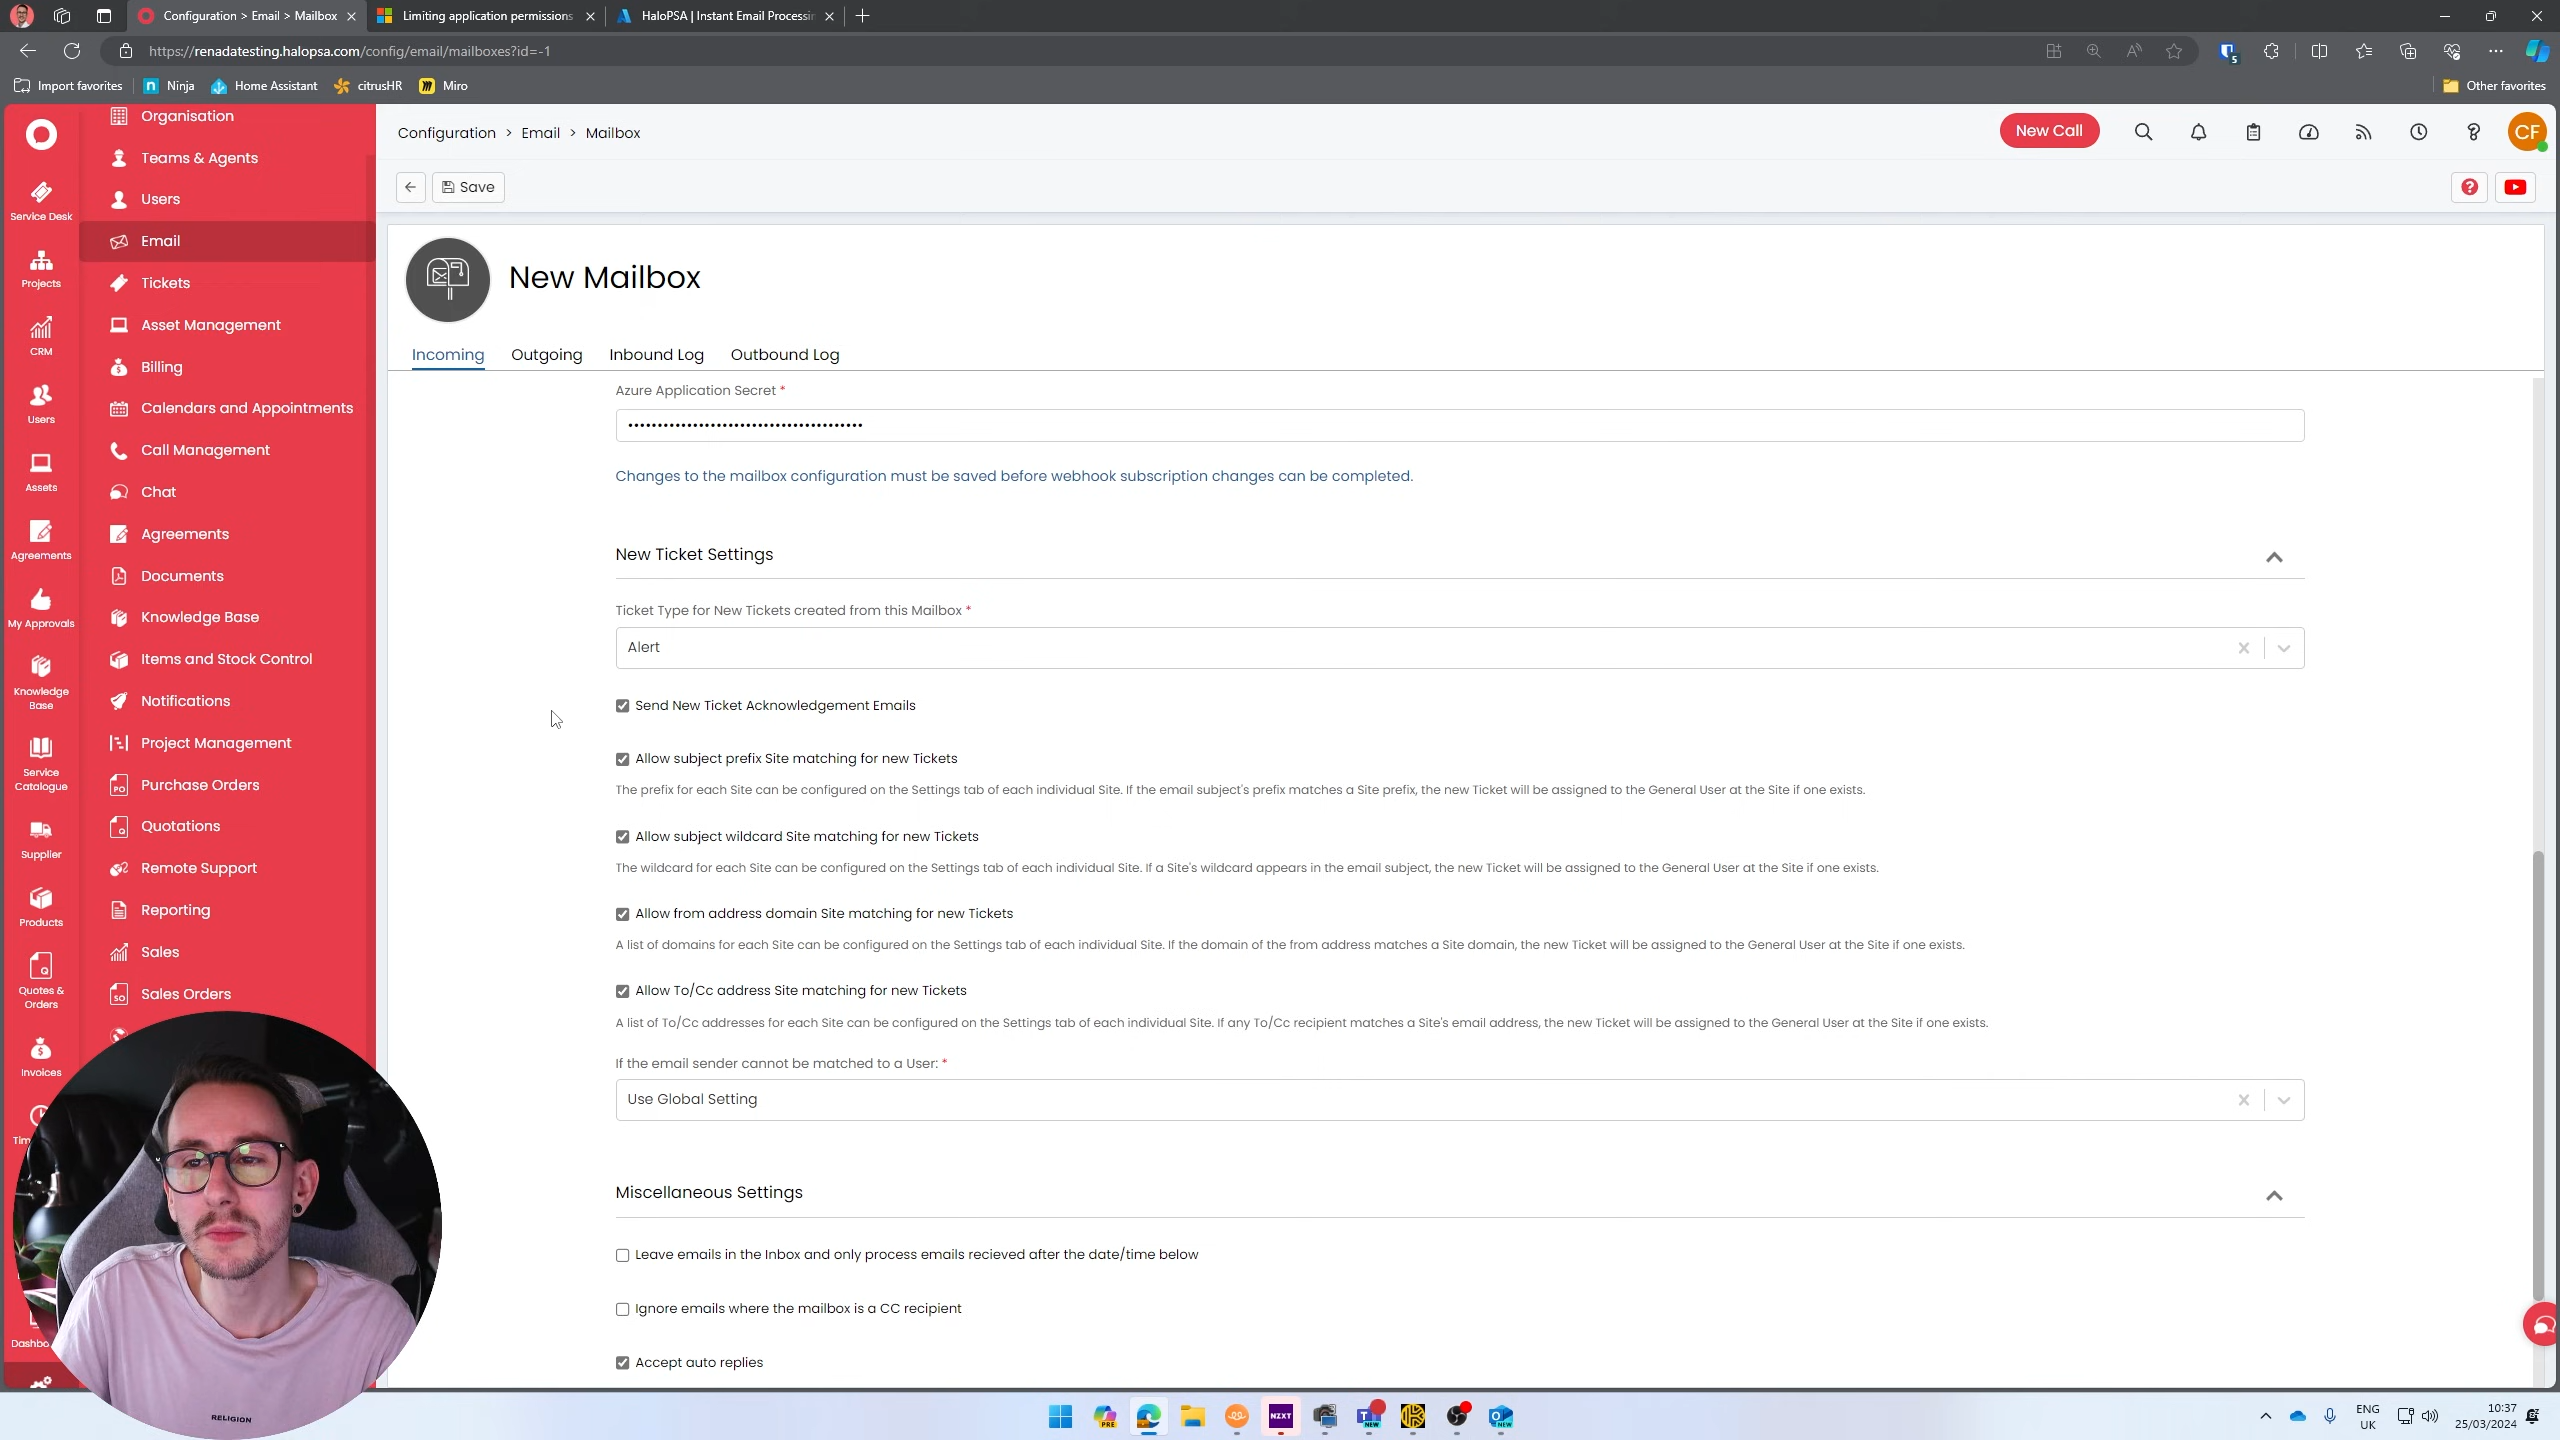 Configuration > Email > Mailbox
Limiting application permissions
HaloPSA | Instant Email Processin
https://renadatesting.halopsa.com/config/email/mailboxes?id=-1
5
Import favorites
Ninja
Home Assistant
citrusHR
Miro
Other favorites
Service Desk
Projects
CRM
Users
Assets
Agreements
My Approvals
Knowledge
Base
Service
Catalogue
Supplier
Products
Quotes &
Orders
Invoices
Organisation
Teams & Agents
Users
Email
Tickets
Asset Management
Billing
Calendars and Appointments
Call Management
Chat
Agreements
Documents
Knowledge Base
Items and Stock Control
Notifications
Project Management
Purchase Orders
Quotations
Remote Support
Reporting
Sales
Sales Orders
Configuration > Email > Mailbox
New Call
CF
Save
New Mailbox
Incoming
Outgoing
Inbound Log
Outbound Log
Azure Application Secret *
Changes to the mailbox configuration must be saved before webhook subscription changes can be completed.
New Ticket Settings
Ticket Type for New Tickets created from this Mailbox *
Alert
Send New Ticket Acknowledgement Emails
Allow subject prefix Site matching for new Tickets
The prefix for each Site can be configured on the Settings tab of each individual Site. If the email subject's prefix matches a Site prefix, the new Ticket will be assigned to the General User at the Site if one exists.
Allow subject wildcard Site matching for new Tickets
The wildcard for each Site can be configured on the Settings tab of each individual Site. If a Site's wildcard appears in the email subject, the new Ticket will be assigned to the General User at the Site if one exists.
Allow from address domain Site matching for new Tickets
A list of domains for each Site can be configured on the Settings tab of each individual Site. If the domain of the from address matches a Site domain, the new Ticket will be assigned to the General User at the Site if one exists.
Allow To/Cc address Site matching for new Tickets
A list of To/Cc addresses for each Site can be configured on the Settings tab of each individual Site. If any To/Cc recipient matches a Site's email address, the new Ticket will be assigned to the General User at the Site if one exists.
If the email sender cannot be matched to a User: *
Use Global Setting
Miscellaneous Settings
Leave emails in the Inbox and only process emails recieved after the date/time below
Ignore emails where the mailbox is a CC recipient
Accept auto replies
RELIGION
PRE
NZXT
NEW
NEW
ENG
UK
10:37
25/03/2024